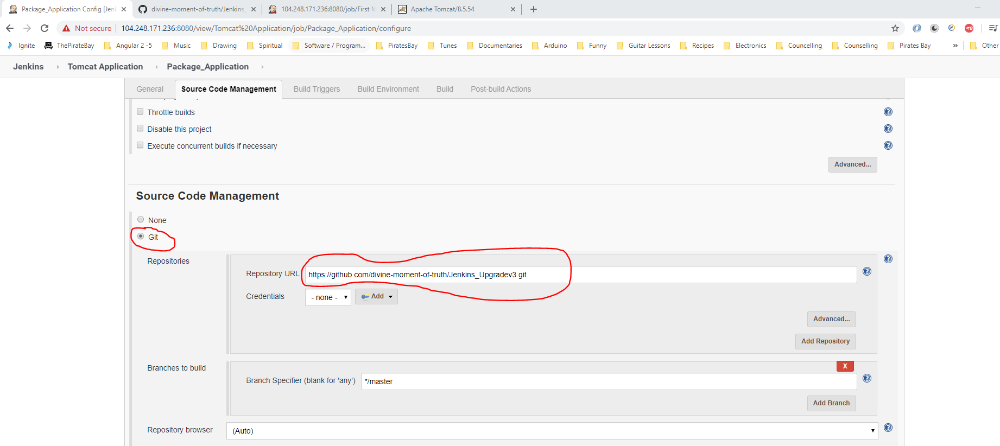 Package_Application Config [Jen
divine-moment-of-truth/Jenkins_
104.248.171.236:8080/job/First M
Apache Tomcat/8.5.54
Not secure
104.248.171.236:8080/view/Tomcat%20Application/job/Package_Application/configure
Ignite ThePirateBay Angular 2 -5 Music Drawing Spiritual Software / Program... PiratesBay Tunes Documentaries Arduino Funny Guitar Lessons Recipes Electronics Councelling Counselling Pirates Bay » Other
Jenkins Tomcat Application Package_Application
General Source Code Management Build Triggers Build Environment Build Post-build Actions
Throttle builds
Disable this project
Execute concurrent builds if necessary
Advanced...
Source Code Management
None
Git
Repositories
Repository URL https://github.com/divine-moment-of-truth/Jenkins_Upgradev3.git
Credentials - none - Add
Advanced...
Add Repository
Branches to build
X
Branch Specifier (blank for 'any') */master
Add Branch
Repository browser (Auto)